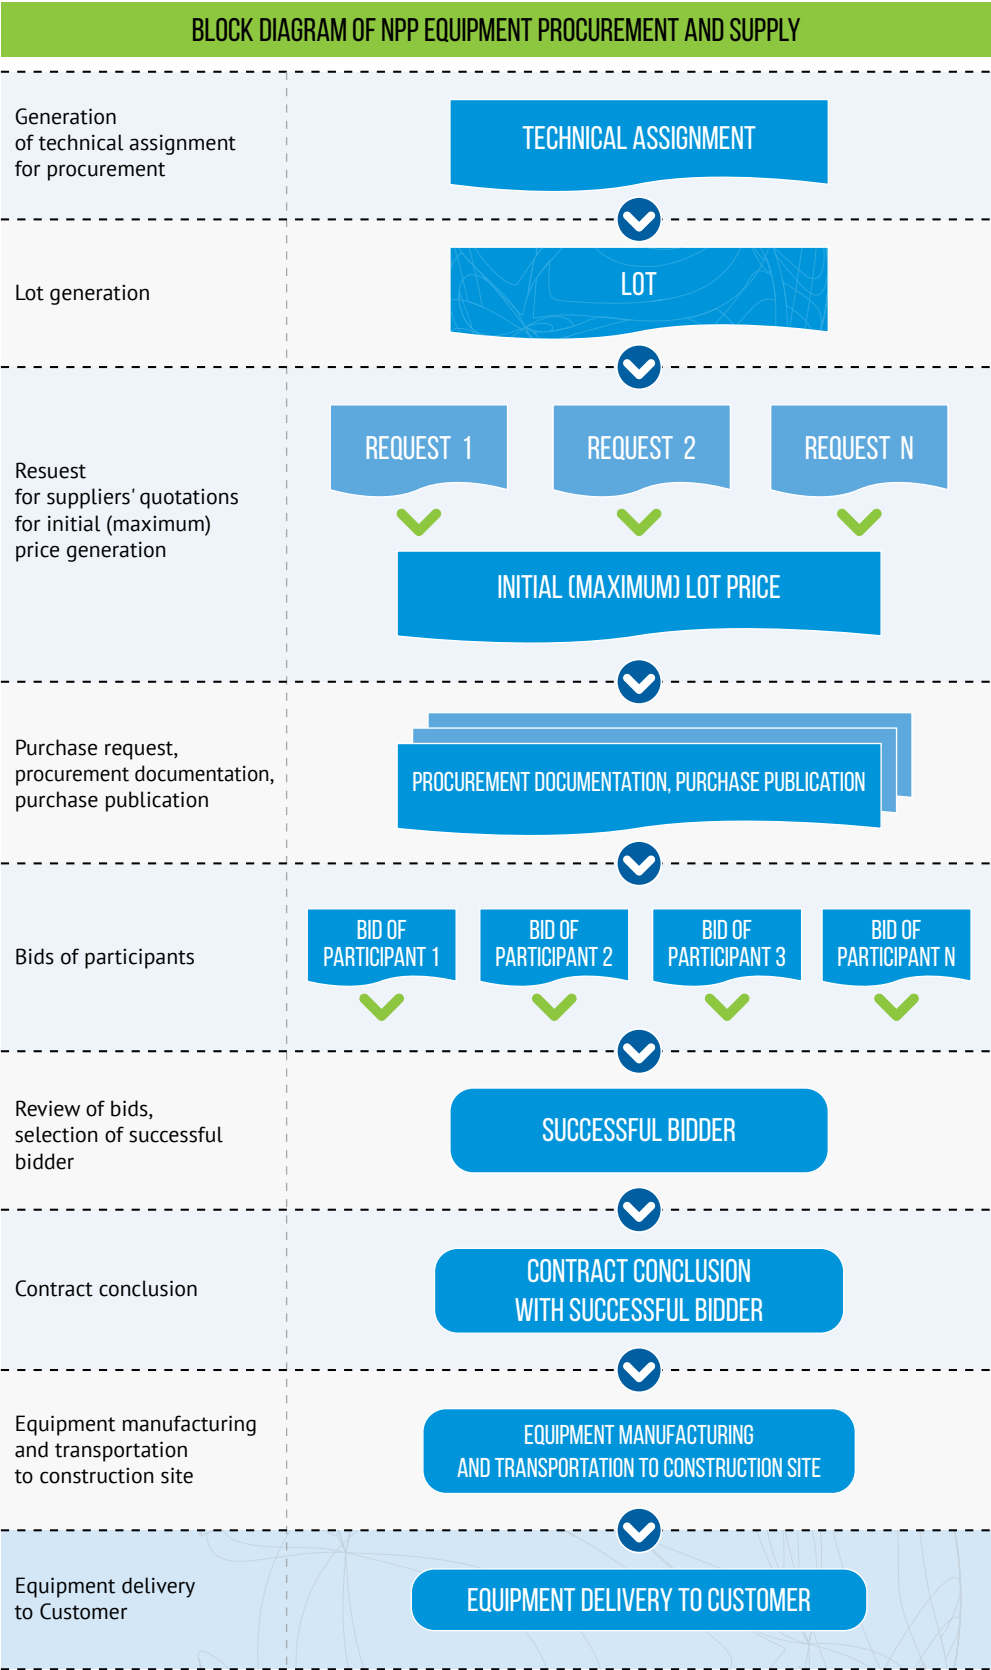 BLOCK DIAGRAM OF NPP EQUIPMENT PROCUREMENT AND SUPPLY
Generation
of technical assignment
for procurement
TECHNICAL ASSIGNMENT
Lot generation
LOT
Resuest
for suppliers' quotations
for initial (maximum)
price generation
REQUEST 1
REQUEST 2
REQUEST N
INITIAL (MAXIMUM) LOT PRICE
Purchase request,
procurement documentation,
purchase publication
PROCUREMENT DOCUMENTATION, PURCHASE PUBLICATION
Bids of participants
BID OF
PARTICIPANT 1
BID OF
PARTICIPANT 2
BID OF
PARTICIPANT 3
BID OF
PARTICIPANT N
Review of bids,
selection of successful
bidder
SUCCESSFUL BIDDER
Contract conclusion
CONTRACT CONCLUSION
WITH SUCCESSFUL BIDDER
Equipment manufacturing
and transportation
to construction site
EQUIPMENT MANUFACTURING
AND TRANSPORTATION TO CONSTRUCTION SITE
Equipment delivery
to Customer
EQUIPMENT DELIVERY TO CUSTOMER